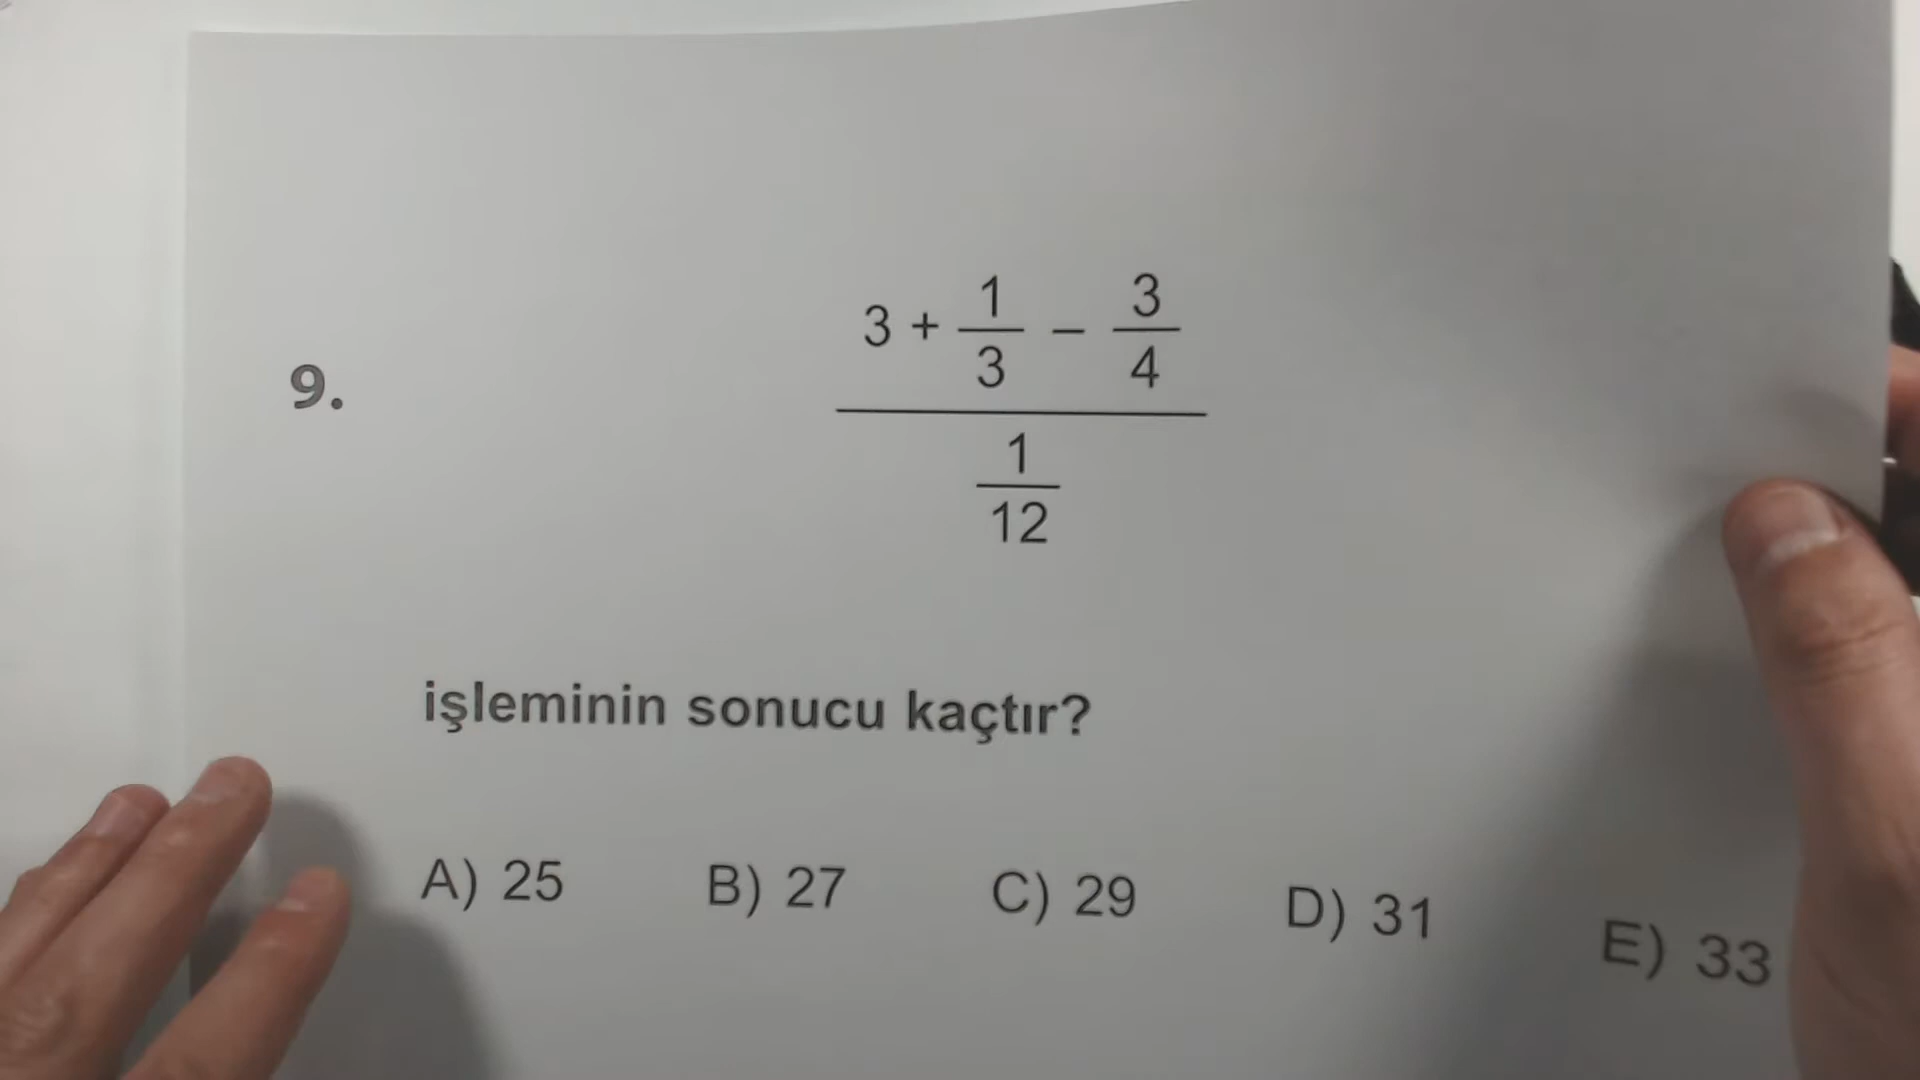 9.
3 + 1/3 − 3/4
1/12
işleminin sonucu kaçtır?
A) 25 B) 27 C) 29 D) 31 E) 33